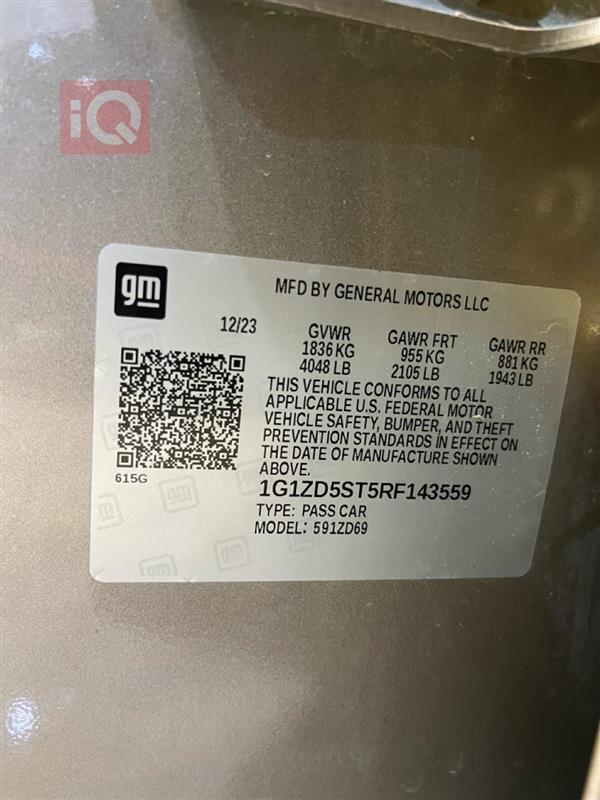 iQ
gm
MFD BY GENERAL MOTORS LLC
12/23
GVWR GAWR FRT GAWR RR
1836 KG 955 KG 881 KG
4048 LB 2105 LB 1943 LB
THIS VEHICLE CONFORMS TO ALL
APPLICABLE U.S. FEDERAL MOTOR
VEHICLE SAFETY, BUMPER, AND THEFT
PREVENTION STANDARDS IN EFFECT ON
THE DATE OF MANUFACTURE SHOWN
ABOVE.
615G
1G1ZD5ST5RF143559
TYPE: PASS CAR
MODEL: 591ZD69
gm
gm
gm